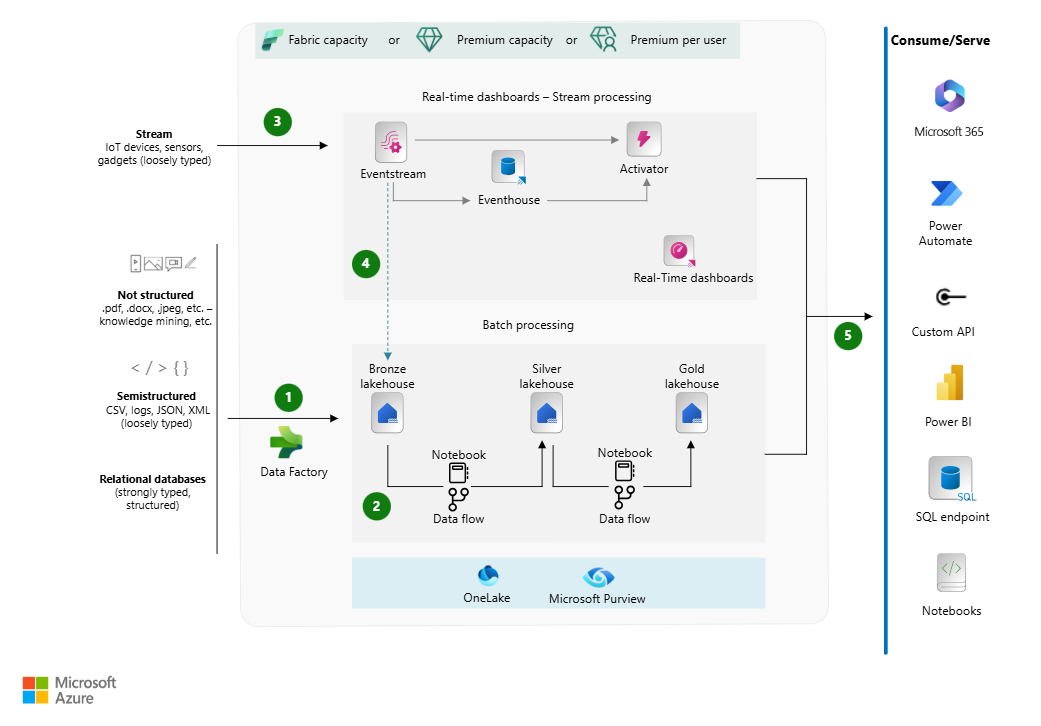 Fabric capacity or Premium capacity or Premium per user
Consume/Serve
Real-time dashboards – Stream processing
3
Stream
IoT devices, sensors,
gadgets (loosely typed)
Eventstream
Eventhouse
Activator
Real-Time dashboards
4
Not structured
.pdf, .docx, .jpeg, etc. –
knowledge mining, etc.
</>{}
Semistructured
CSV, logs, JSON, XML
(loosely typed)
Relational databases
(strongly typed,
structured)
1
Data Factory
Batch processing
Bronze
lakehouse
Silver
lakehouse
Gold
lakehouse
2
Notebook
Data flow
Notebook
Data flow
OneLake
Microsoft Purview
5
Microsoft 365
Power
Automate
Custom API
Power BI
SQL
SQL endpoint
</>
Notebooks
Microsoft
Azure